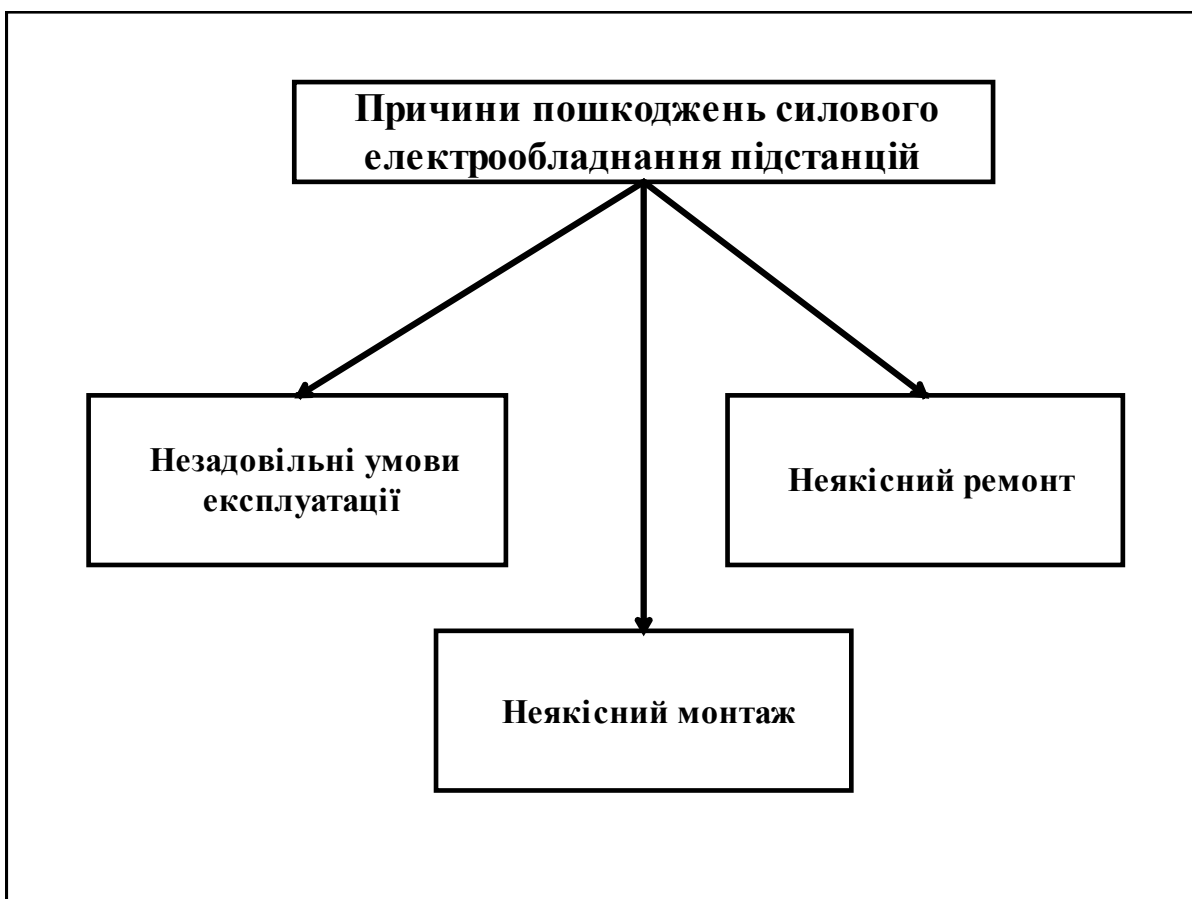 Причини пошкоджень силового
електрообладнання підстанцій
Незадовільні умови
експлуатації
Неякісний ремонт
Неякісний монтаж